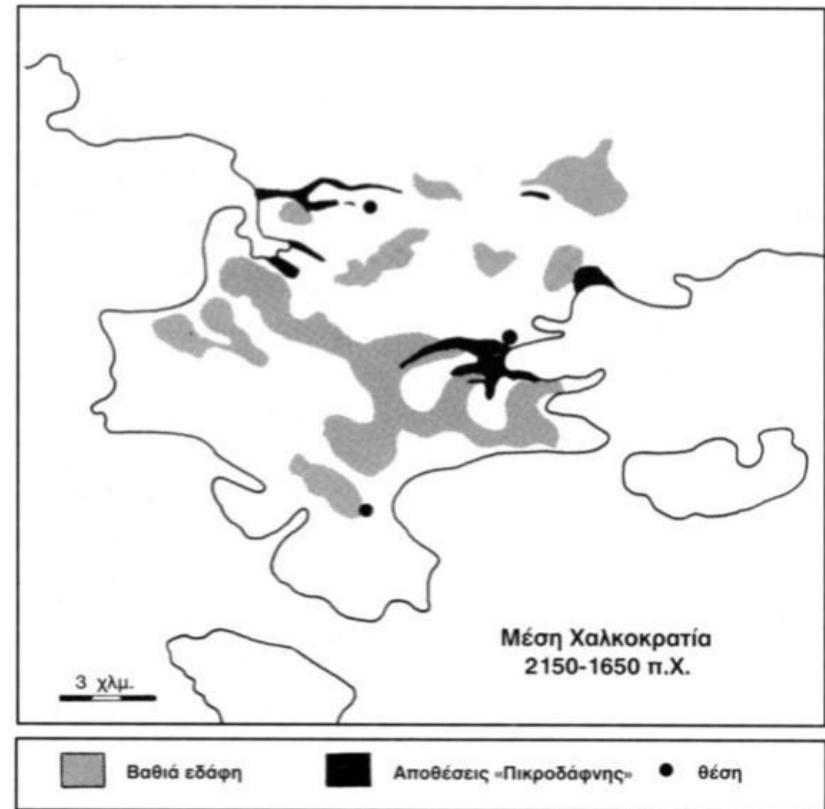 Μέση Χαλκοκρατία
2150-1650 π.Χ.
3 χλμ.
Βαθιά εδάφη
Αποθέσεις «Πικροδάφνης»
θέση